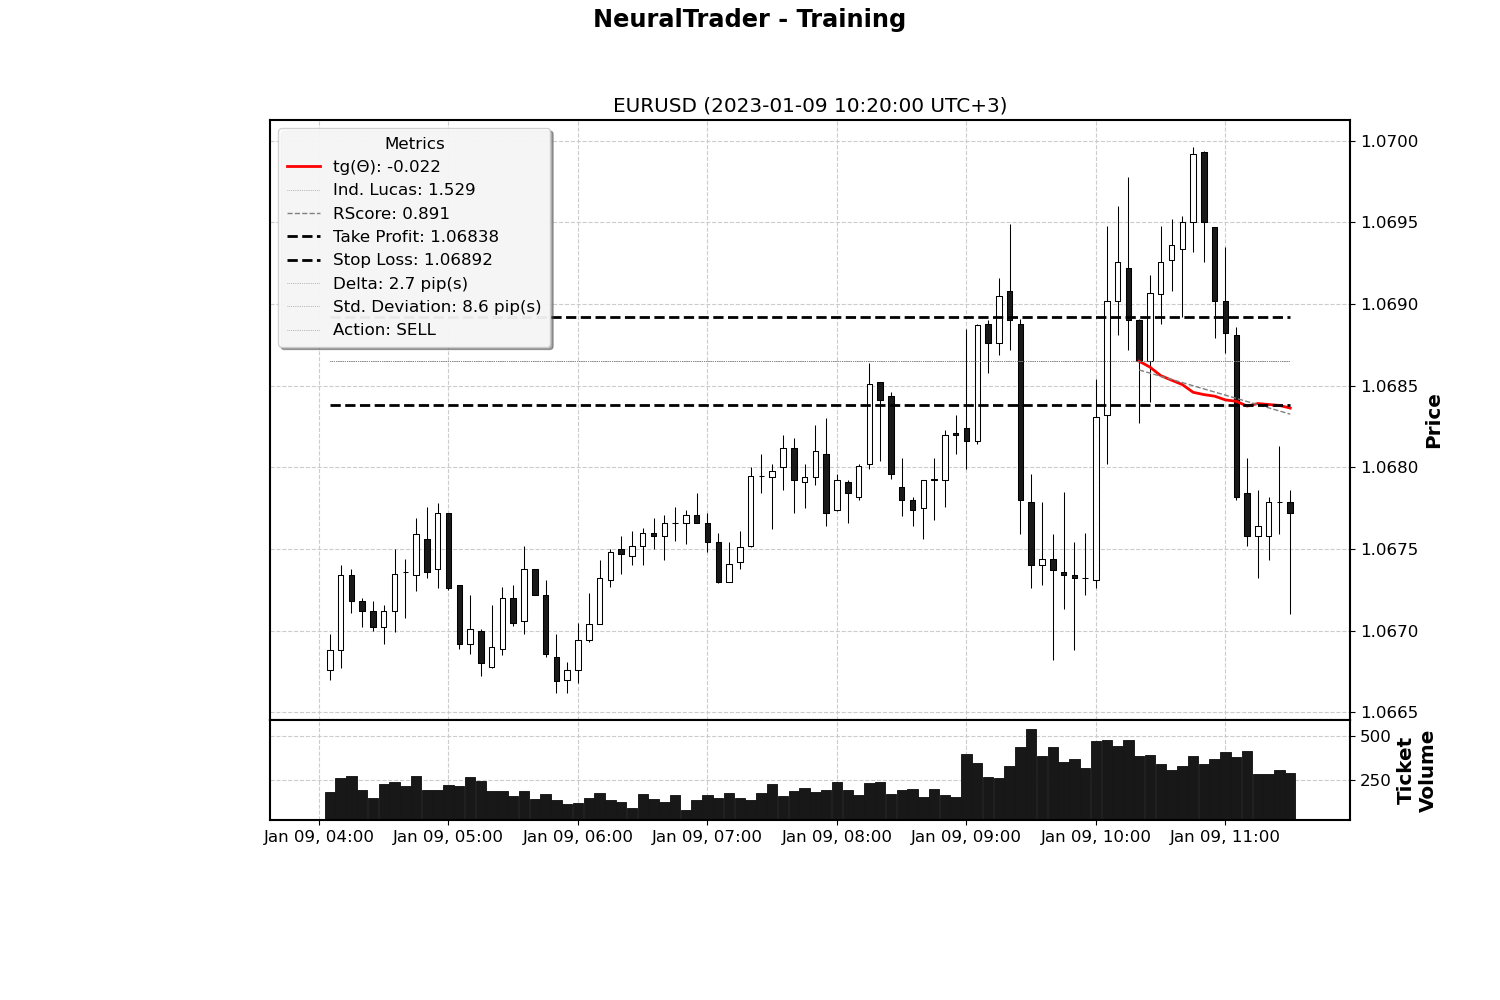 NeuralTrader - Training
EURUSD (2023-01-09 10:20:00 UTC+3)
Metrics
tg(Θ): -0.022
Ind. Lucas: 1.529
RScore: 0.891
Take Profit: 1.06838
Stop Loss: 1.06892
Delta: 2.7 pip(s)
Std. Deviation: 8.6 pip(s)
Action: SELL
1.0700
1.0695
1.0690
1.0685
1.0680
1.0675
1.0670
1.0665
Price
500
250
Ticket
Volume
Jan 09, 04:00
Jan 09, 05:00
Jan 09, 06:00
Jan 09, 07:00
Jan 09, 08:00
Jan 09, 09:00
Jan 09, 10:00
Jan 09, 11:00